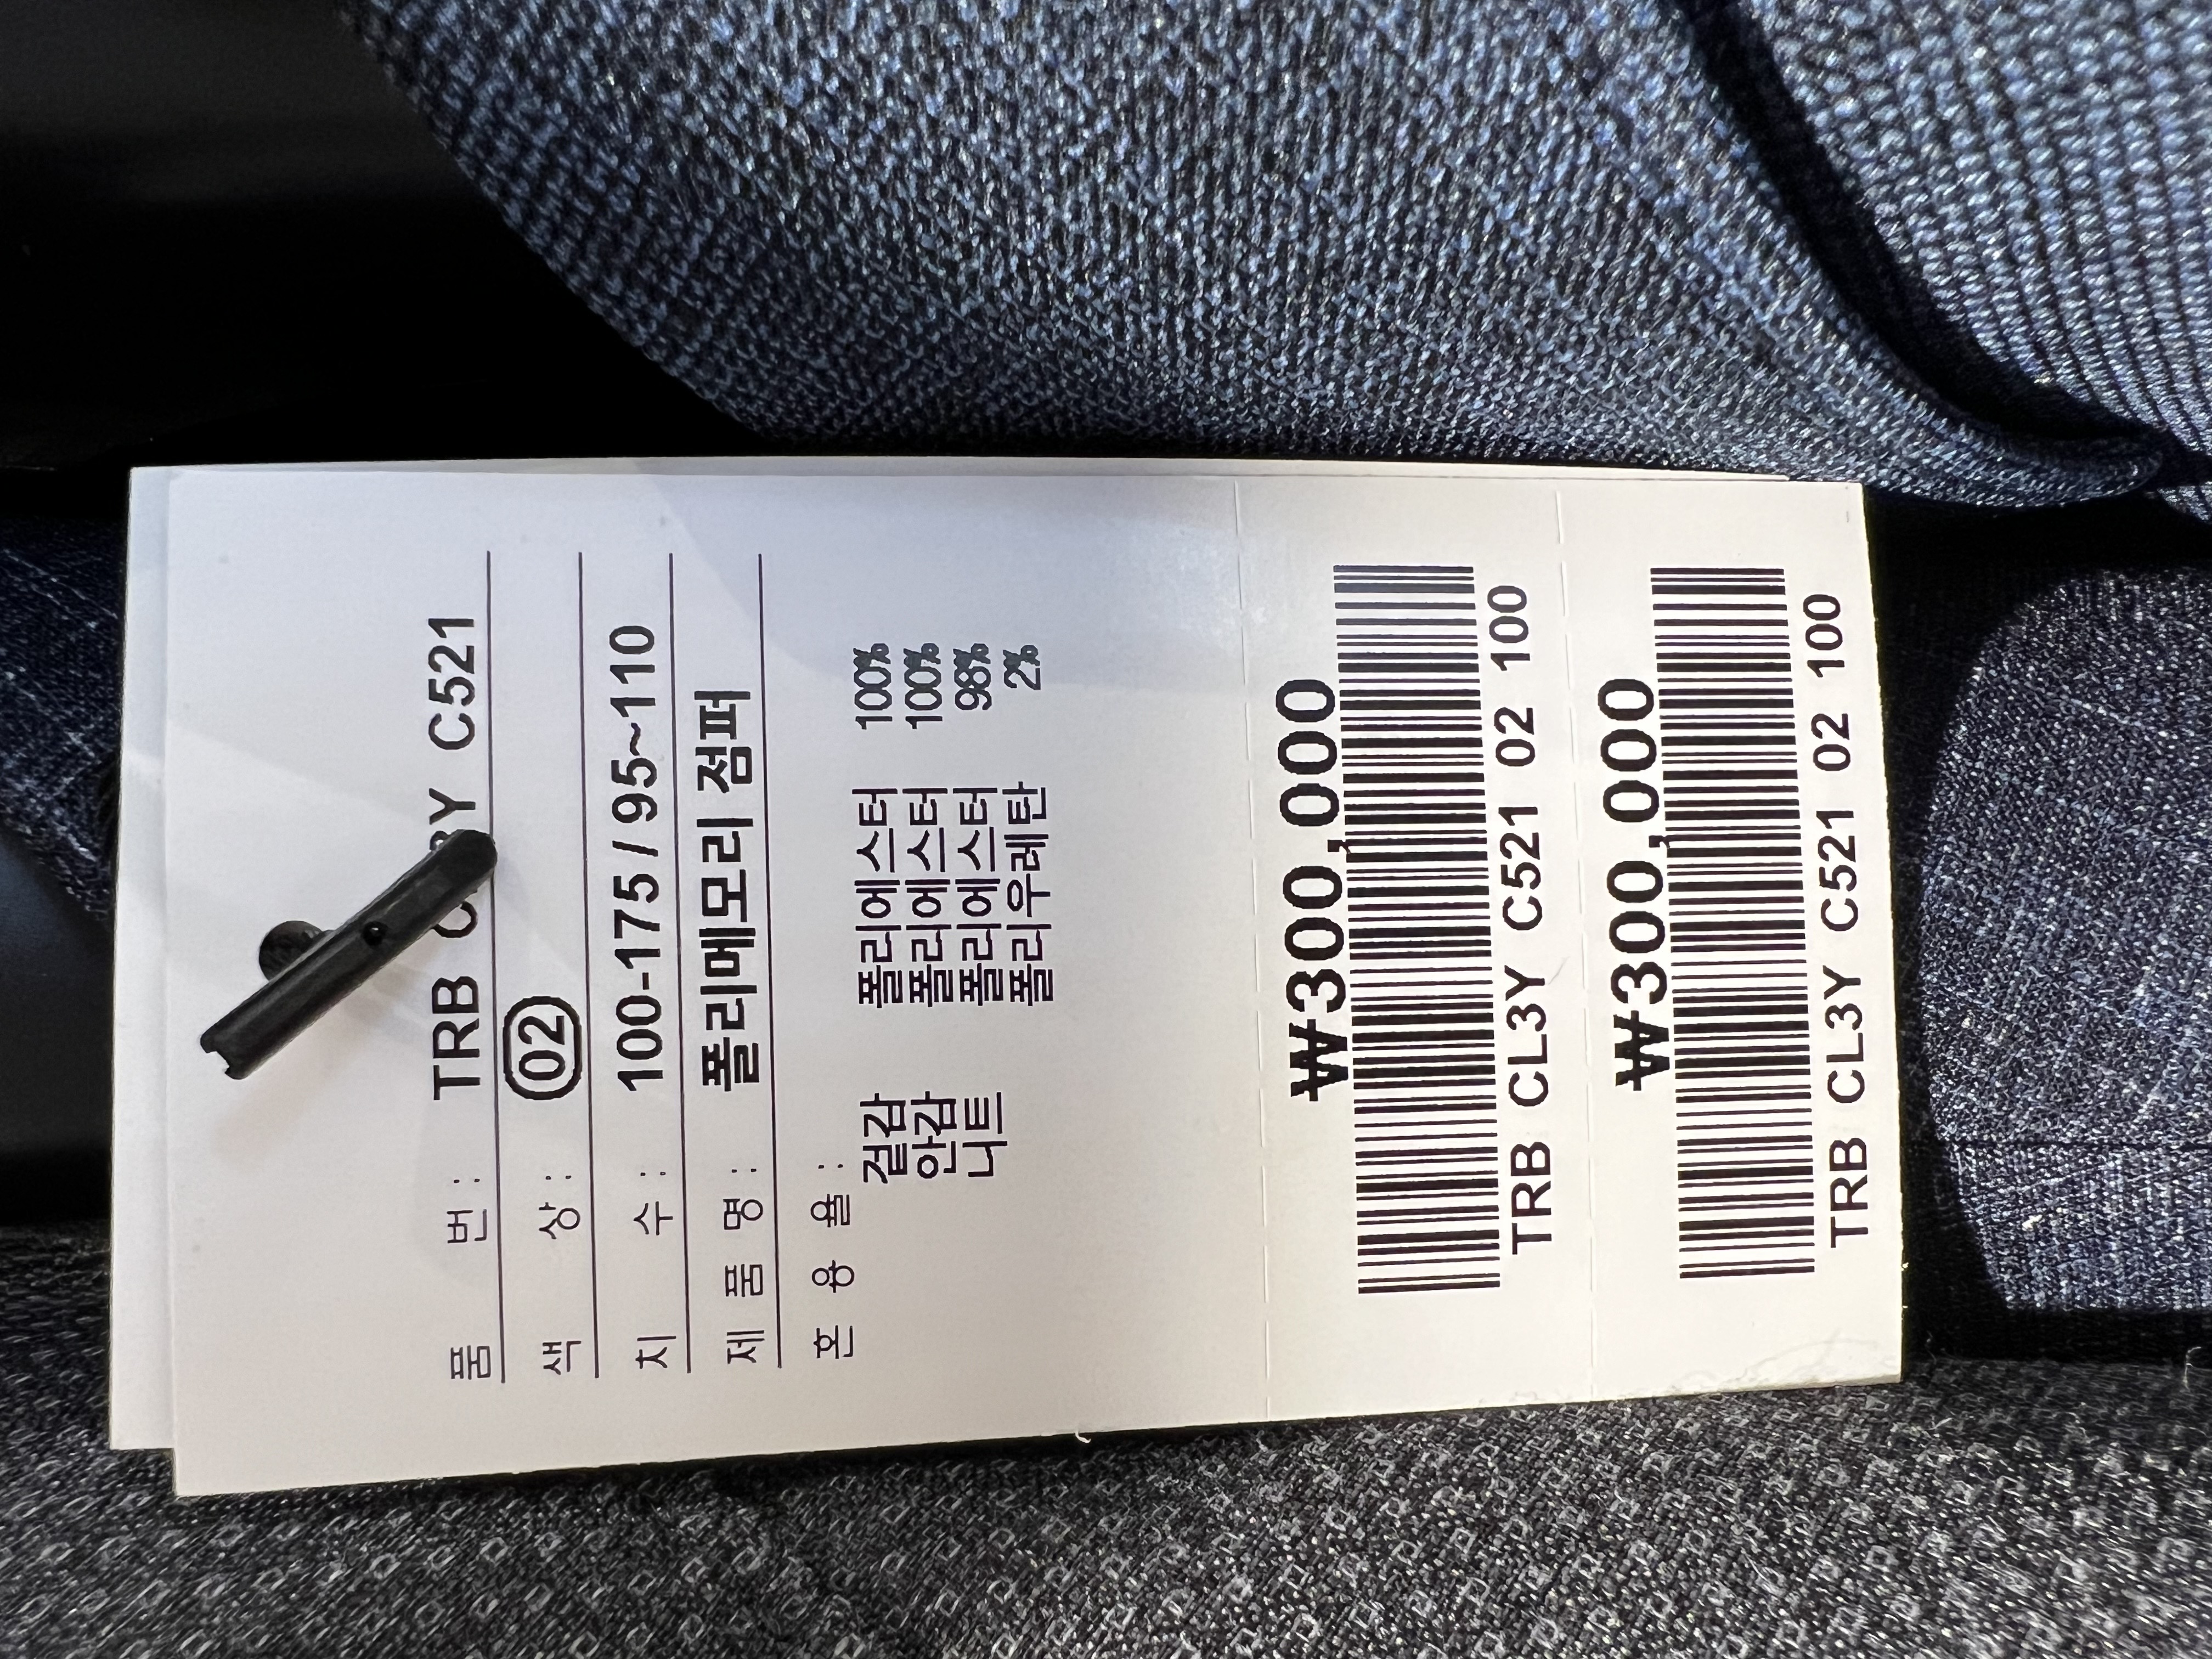 품 번 : TRB C 3Y C521
색 상 : 02
치 수 : 100-175 / 95~110
제 품 명 : 폴리메모리 점퍼
혼 용 율 :
겉감 폴리에스터 100%
안감 폴리에스터 100%
니트 폴리에스터 98%
폴리우레탄 2%
₩300,000
TRB CL3Y C521 02 100
₩300,000
TRB CL3Y C521 02 100